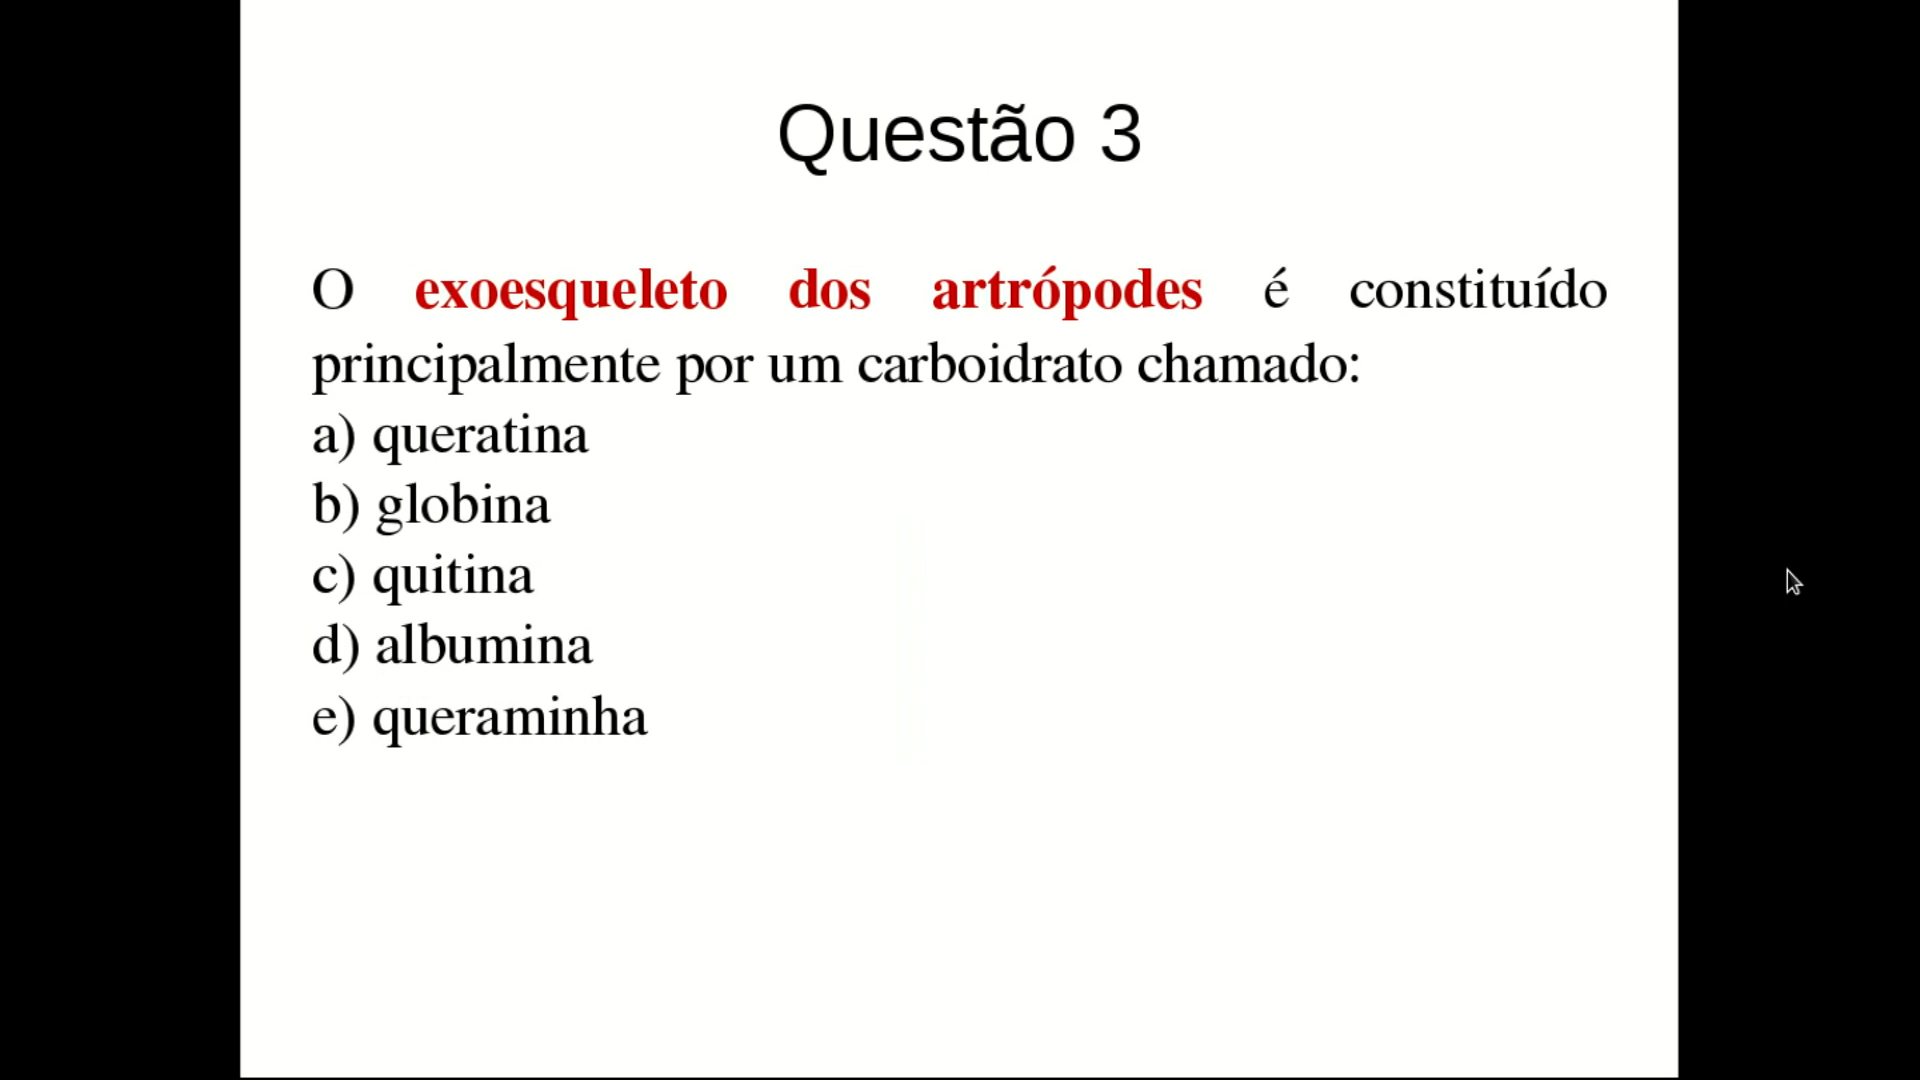 Questão 3
O exoesqueleto dos artrópodes é constituído
principalmente por um carboidrato chamado:
a) queratina
b) globina
c) quitina
d) albumina
e) queraminha